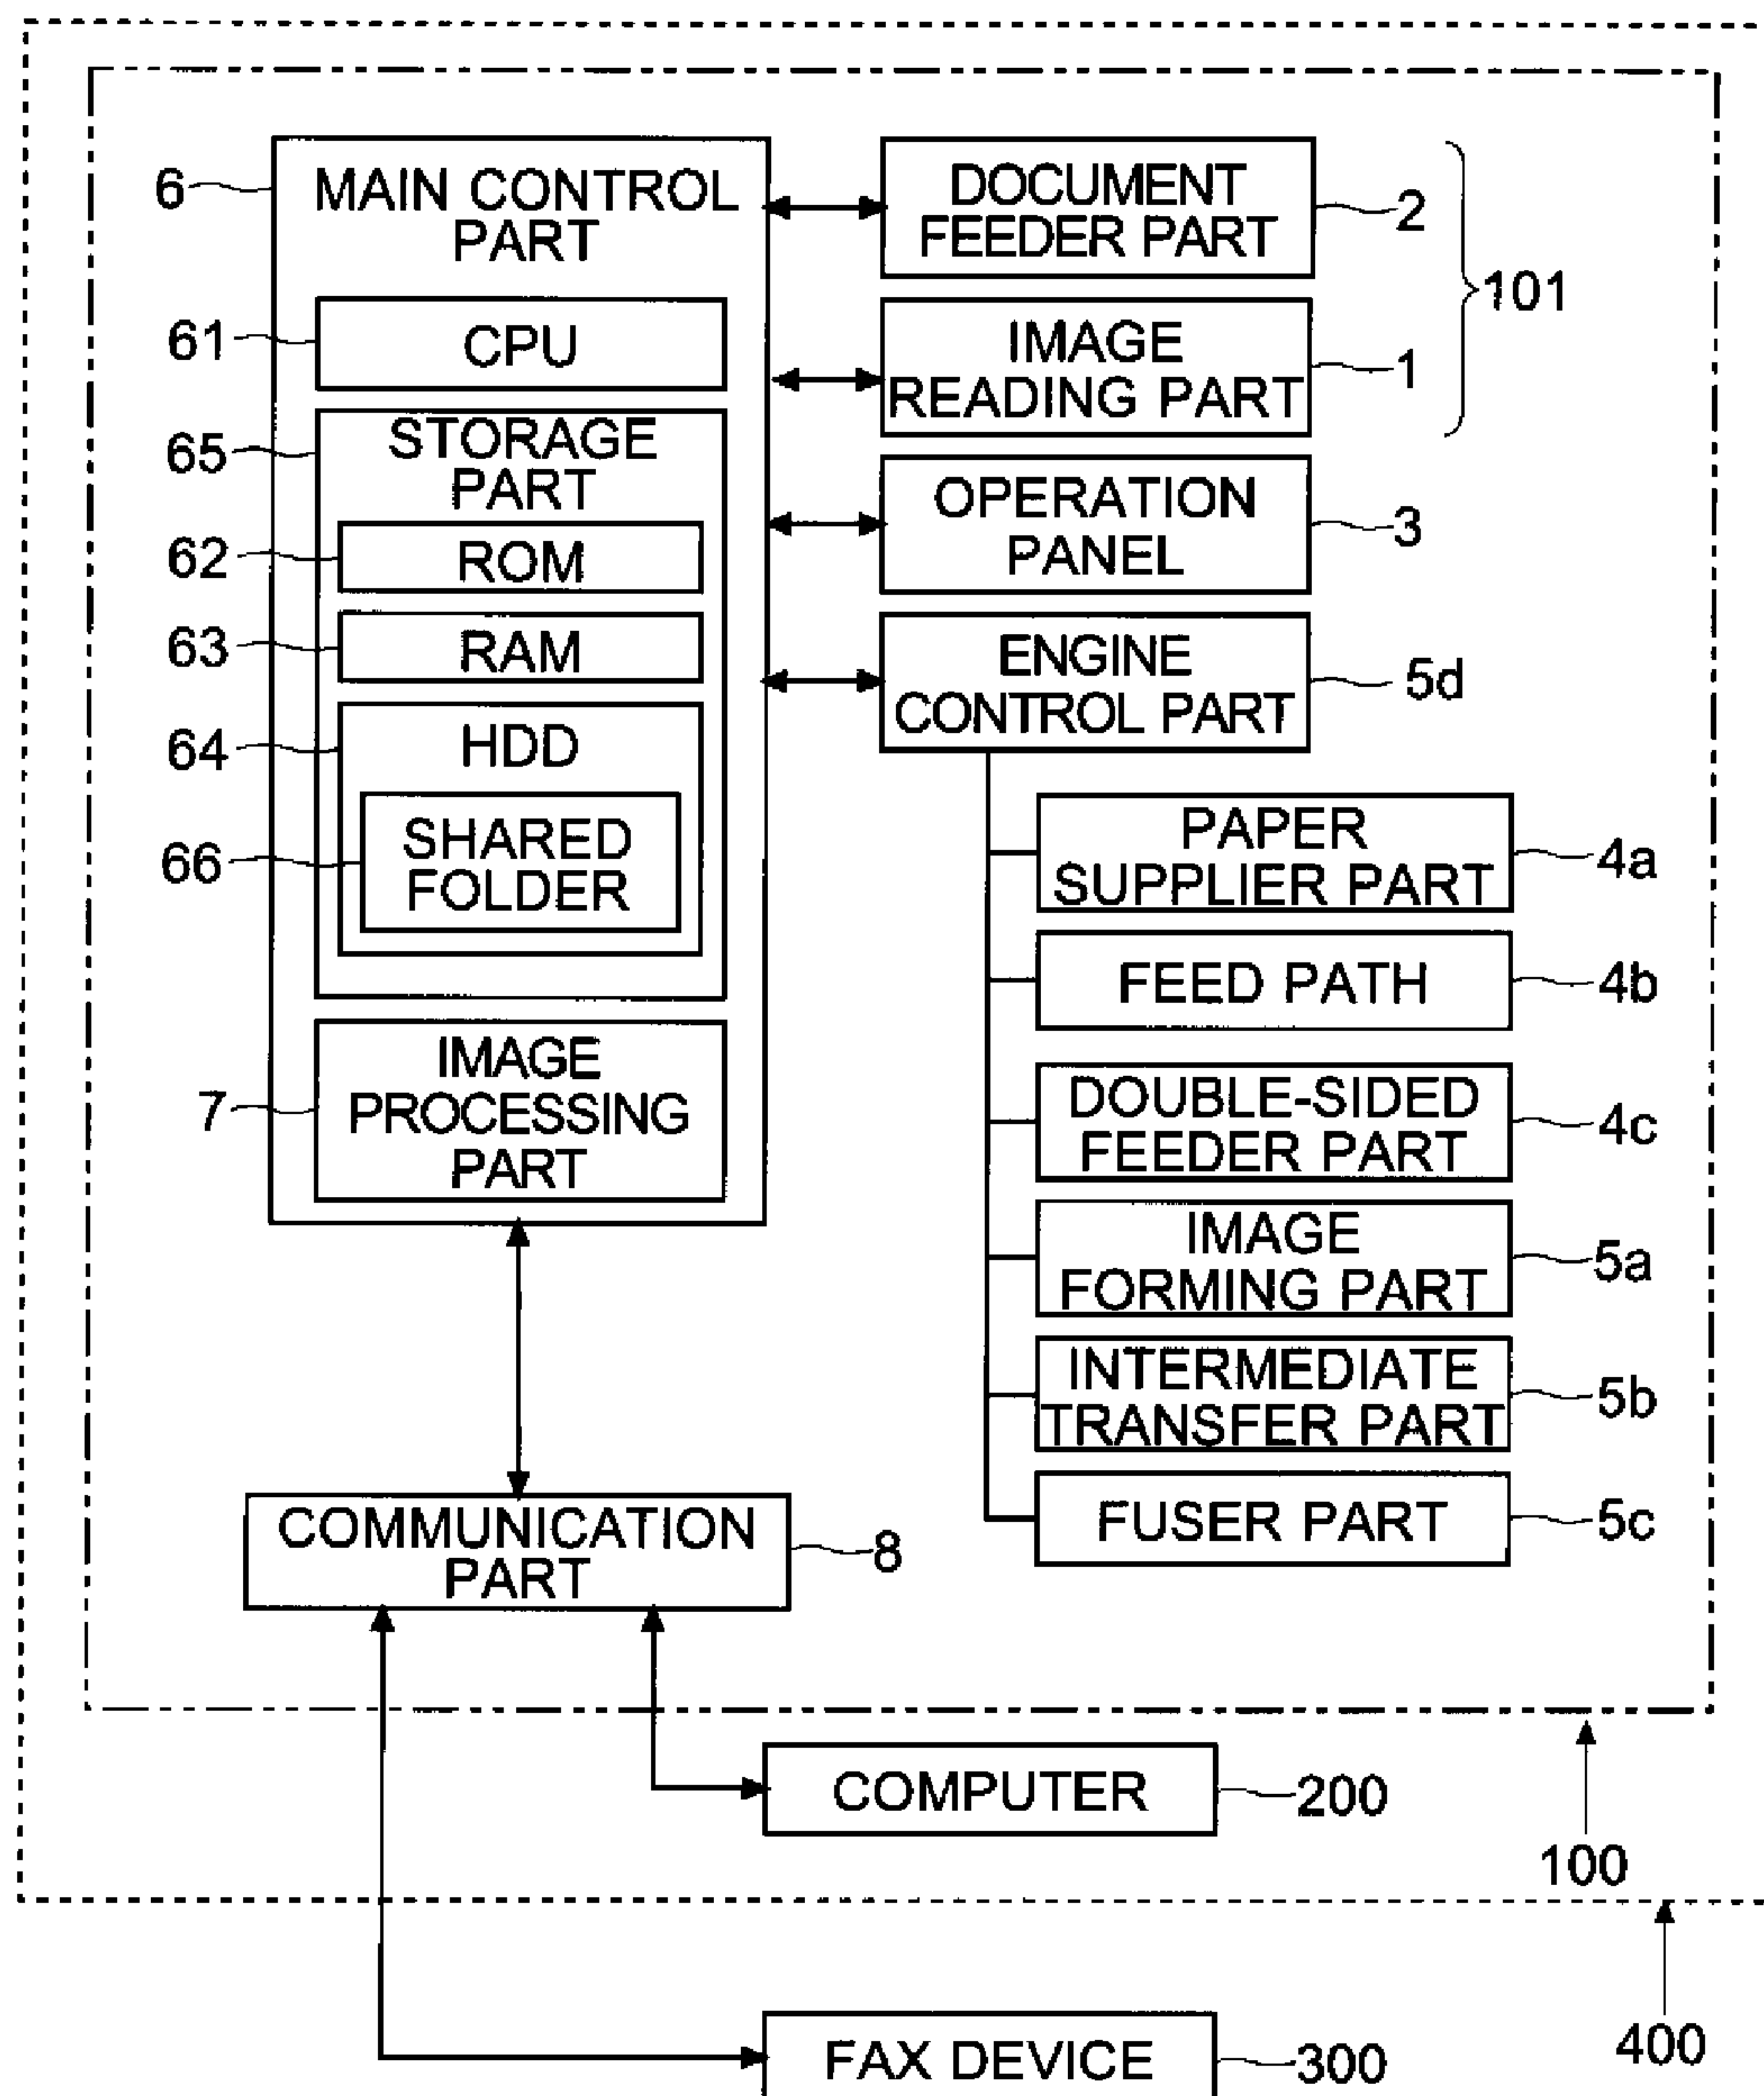 6
MAIN CONTROL
PART
61
CPU
65
STORAGE
PART
62
ROM
63
RAM
64
HDD
66
SHARED
FOLDER
7
IMAGE
PROCESSING
PART
DOCUMENT
FEEDER PART
2
101
IMAGE
READING PART
1
OPERATION
PANEL
3
ENGINE
CONTROL PART
5d
PAPER
SUPPLIER PART
4a
FEED PATH
4b
DOUBLE-SIDED
FEEDER PART
4c
IMAGE
FORMING PART
5a
INTERMEDIATE
TRANSFER PART
5b
FUSER PART
5c
COMMUNICATION
PART
8
COMPUTER
200
100
400
FAX DEVICE
300